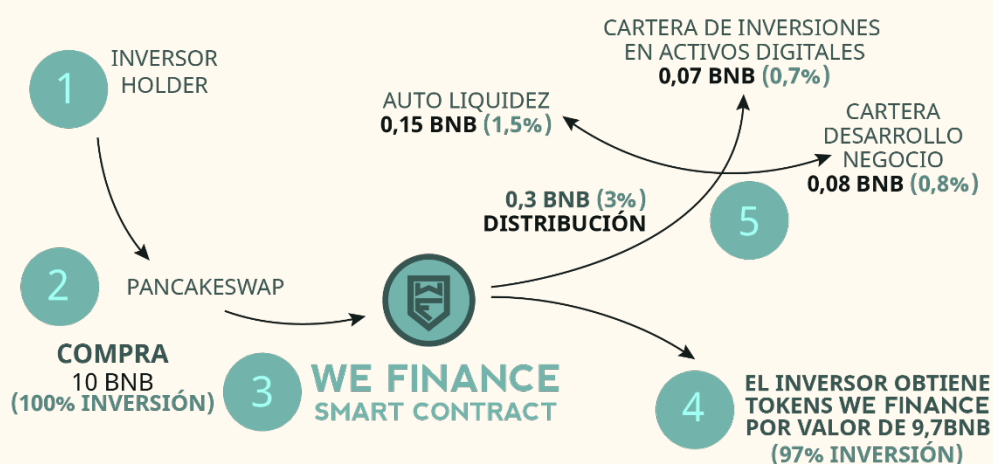 1
INVERSOR
HOLDER
2
PANCAKESWAP
COMPRA
10 BNB
(100% INVERSIÓN)
3
WE FINANCE
SMART CONTRACT
0,3 BNB (3%)
DISTRIBUCIÓN
4
EL INVERSOR OBTIENE
TOKENS WE FINANCE
POR VALOR DE 9,7BNB
(97% INVERSIÓN)
5
AUTO LIQUIDEZ
0,15 BNB (1,5%)
CARTERA DE INVERSIONES
EN ACTIVOS DIGITALES
0,07 BNB (0,7%)
CARTERA
DESARROLLO
NEGOCIO
0,08 BNB (0,8%)